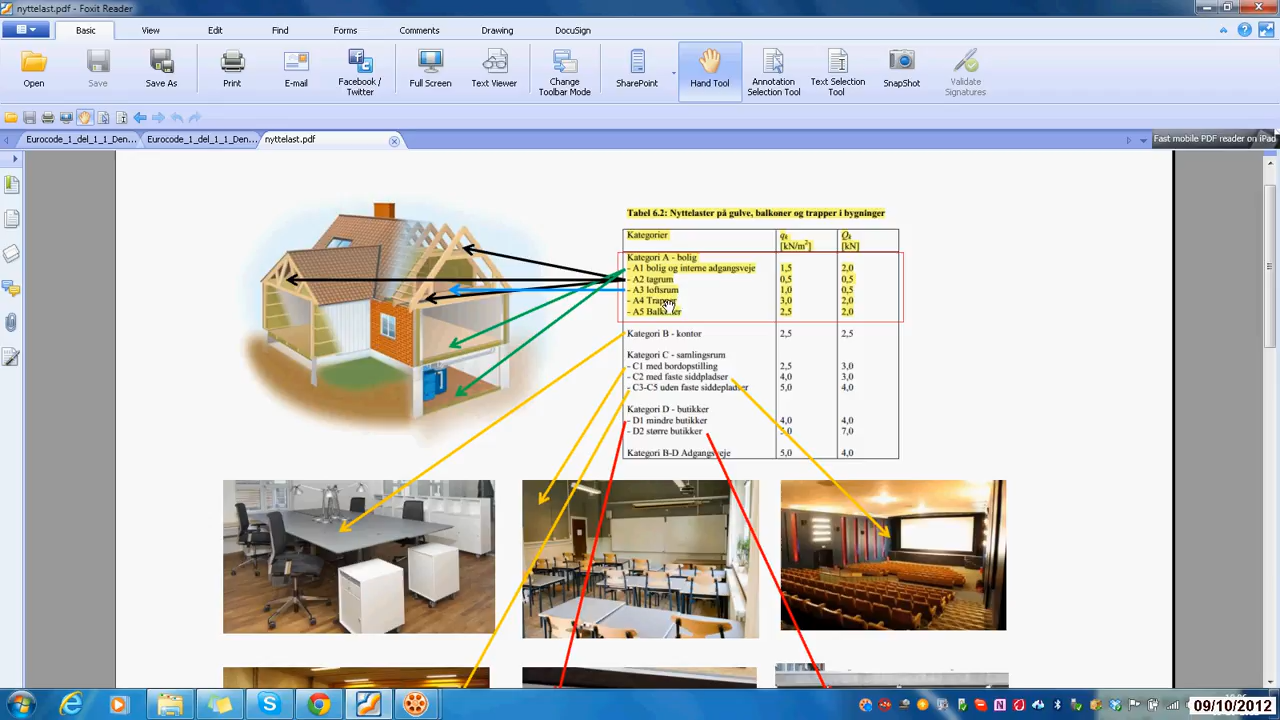 nyttelast.pdf - Foxit Reader
Basic View Edit Find Forms Comments Drawing DocuSign
Open
Save
Save As
Print
E-mail
Facebook /
Twitter
Full Screen
Text Viewer
Change
Toolbar Mode
SharePoint
Hand Tool
Annotation
Selection Tool
Text Selection
Tool
SnapShot
Validate
Signatures
Eurocode_1_del_1_1_Den... Eurocode_1_del_1_1_Den... nyttelast.pdf
Fast mobile PDF reader on iPad
Tabel 6.2: Nyttelaster på gulve, balkoner og trapper i bygninger
Kategorier qk Qk
[kN/m²] [kN]
Kategori A - bolig
- A1 bolig og interne adgangsveje 1,5 2,0
- A2 tagrum 0,5 0,5
- A3 loftsrum 1,0 0,5
- A4 Trapper 3,0 2,0
- A5 Balkoner 2,5 2,0
Kategori B - kontor 2,5 2,5
Kategori C - samlingsrum
- C1 med bordopstilling 2,5 3,0
- C2 med faste siddpladser 4,0 3,0
- C3-C5 uden faste siddepladser 5,0 4,0
Kategori D - butikker
- D1 mindre butikker 4,0 4,0
- D2 større butikker 5,0 7,0
Kategori B-D Adgangsveje 5,0 4,0
09/10/2012